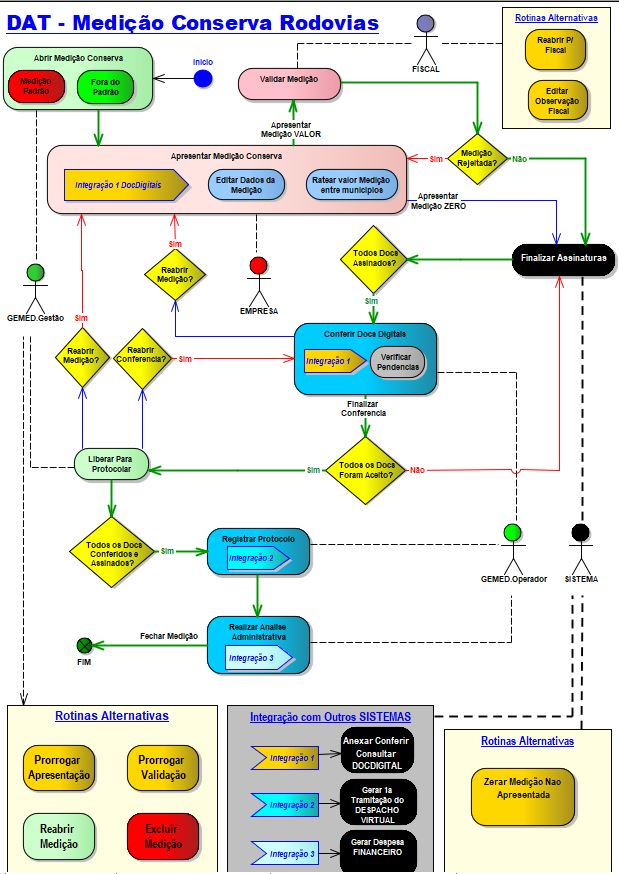 DAT - Medição Conserva Rodovias
Rotinas Alternativas
Reabrir P/
Fiscal
Editar
Observação
Fiscal
FISCAL
Abrir Medição Conserva
Medição
Padrão
Fora do
Padrão
Início
Validar Medição
Apresentar
Medição VALOR
Medição
Rejeitada?
Sim
Não
Apresentar Medição Conserva
Integração 1 DocDigitais
Editar Dados da
Medição
Ratear valor Medição
entre municipios
Apresentar
Medição ZERO
Sim
Reabrir
Medição?
Todos Docs
Assinados?
Finalizar Assinaturas
GEMED.Gestão
EMPRESA
Sim
Sim
Reabrir
Medição?
Reabrir
Conferencia?
Sim
Conferir Docs Digitais
Integração 1
Verificar
Pendencias
Finalizar
Conferencia
Liberar Para
Protocolar
Sim
Todos os Docs
Foram Aceito?
Não
Todos os Docs
Conferidos e
Assinados?
Sim
Registrar Protocolo
Integração 2
GEMED.Operador
SISTEMA
Realizar Analise
Administrativa
Integração 3
Fechar Medição
FIM
Rotinas Alternativas
Prorrogar
Apresentação
Prorrogar
Validação
Reabrir
Medição
Excluir
Medição
Integração com Outros SISTEMAS
Integração 1
Anexar Conferir
Consultar
DOCDIGITAL
Integração 2
Gerar 1a
Tramitação do
DESPACHO
VIRTUAL
Integração 3
Gerar Despesa
FINANCEIRO
Rotinas Alternativas
Zerar Medição Nao
Apresentada